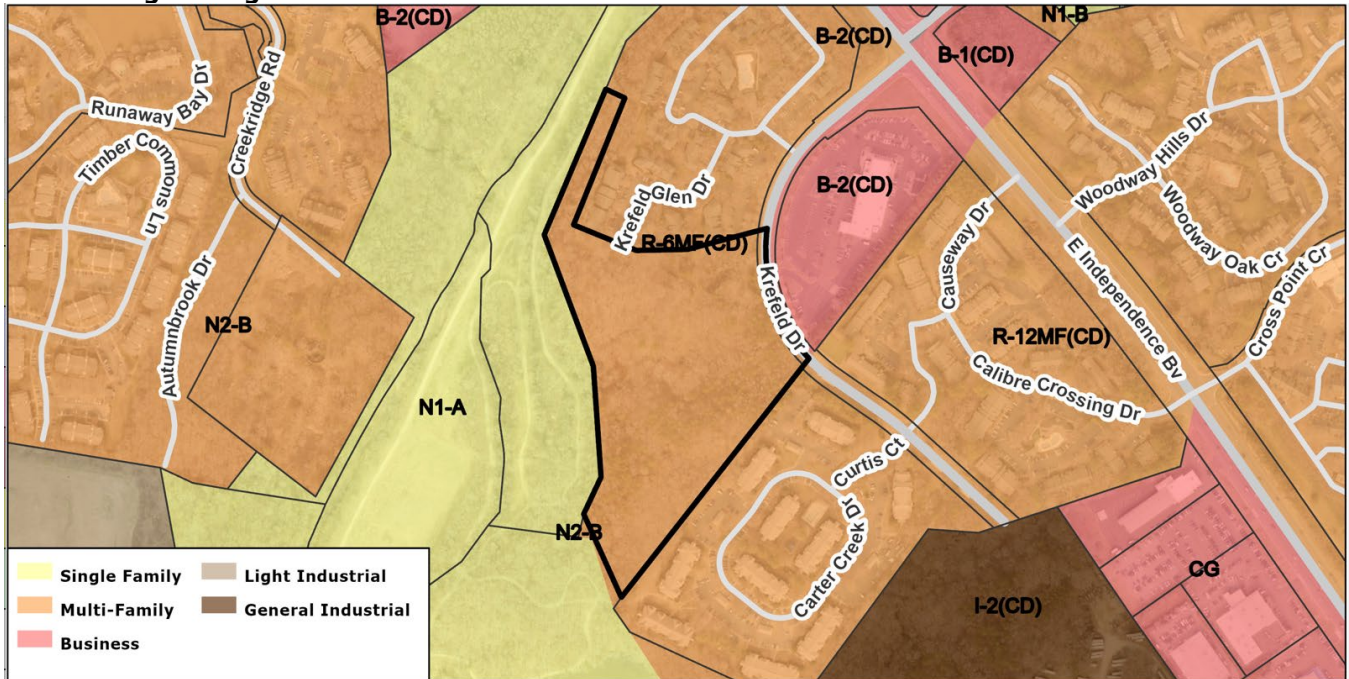 B-2(CD)
N1-B
B-2(CD)
B-1(CD)
Runaway Bay Dr
Creekridge Rd
Timber Commons Ln
Woodway Hills Dr
B-2(CD)
Krefeld Glen Dr
R-6MF(CD)
Causeway Dr
Woodway Oak Cr
E Independence Bv
Cross Point Cr
Krefeld Dr
Autumnbrook Dr
N2-B
R-12MF(CD)
Calibre Crossing Dr
N1-A
Curtis Ct
N2-B
Carter Creek Dr
CG
I-2(CD)
Single Family
Light Industrial
Multi-Family
General Industrial
Business